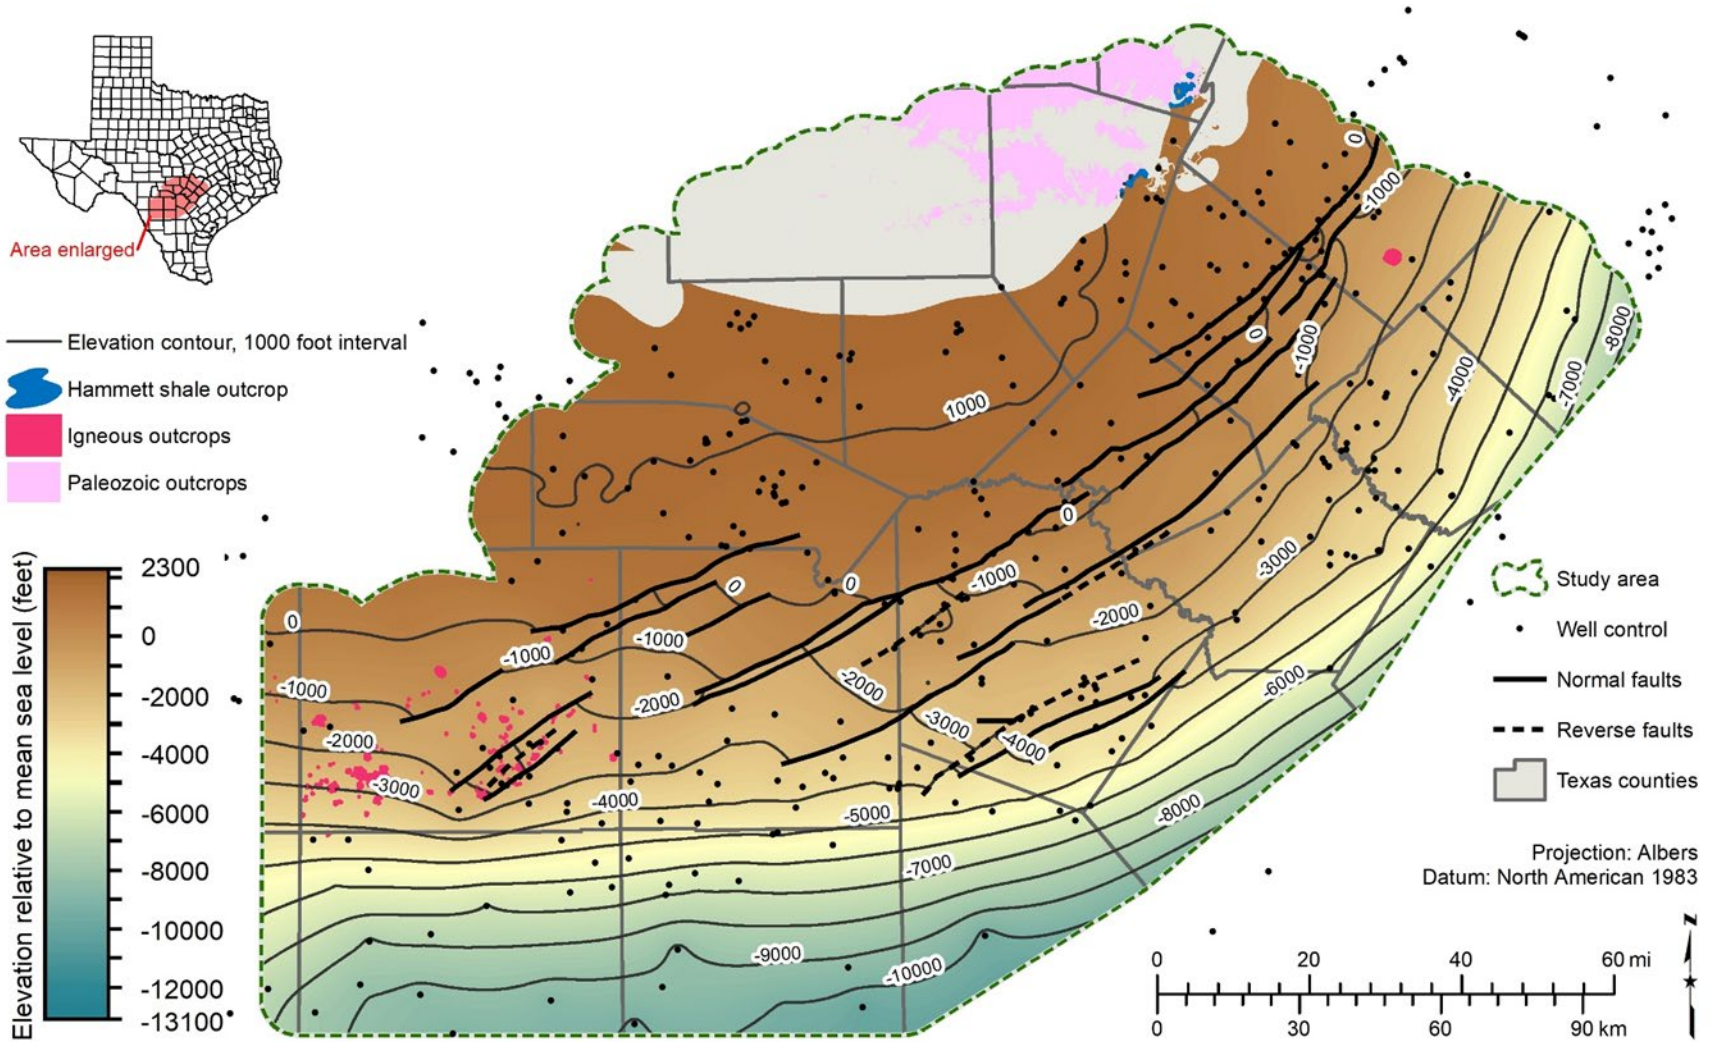 Area enlarged
Elevation contour, 1000 foot interval
Hammett shale outcrop
Igneous outcrops
Paleozoic outcrops
Elevation relative to mean sea level (feet)
2300
0
-2000
-4000
-6000
-8000
-10000
-12000
-13100
0
-1000
-8000
0
-1000
-4000
-7000
1000
0
-3000
-1000
0
0
-2000
0
-1000
-1000
-1000
-2000
-2000
-6000
-3000
-2000
-4000
-3000
-4000
-5000
-8000
-7000
-9000
-10000
Study area
Well control
Normal faults
Reverse faults
Texas counties
Projection: Albers
Datum: North American 1983
0 20 40 60 mi
0 30 60 90 km
N